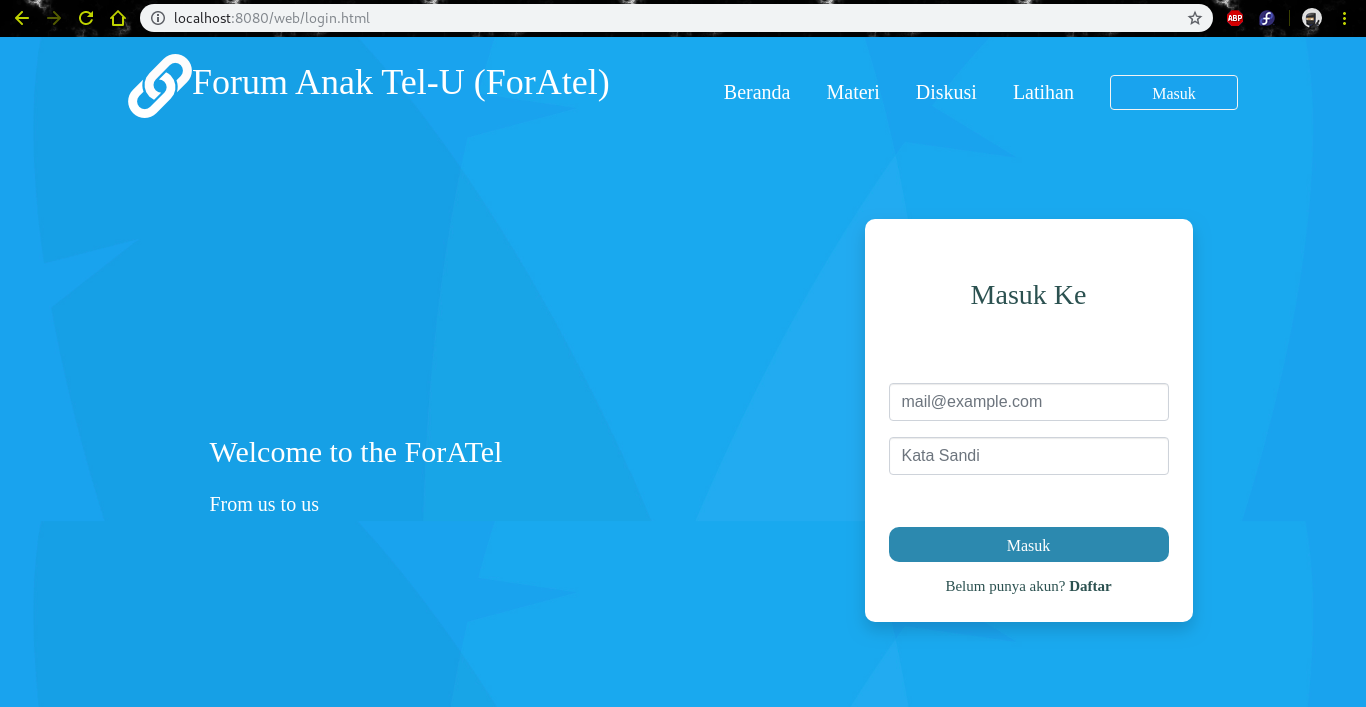 localhost:8080/web/login.html
ABP
Forum Anak Tel-U (ForAtel)
Beranda Materi Diskusi Latihan Masuk
Masuk Ke
mail@example.com
Kata Sandi
Welcome to the ForATel
From us to us
Masuk
Belum punya akun? Daftar